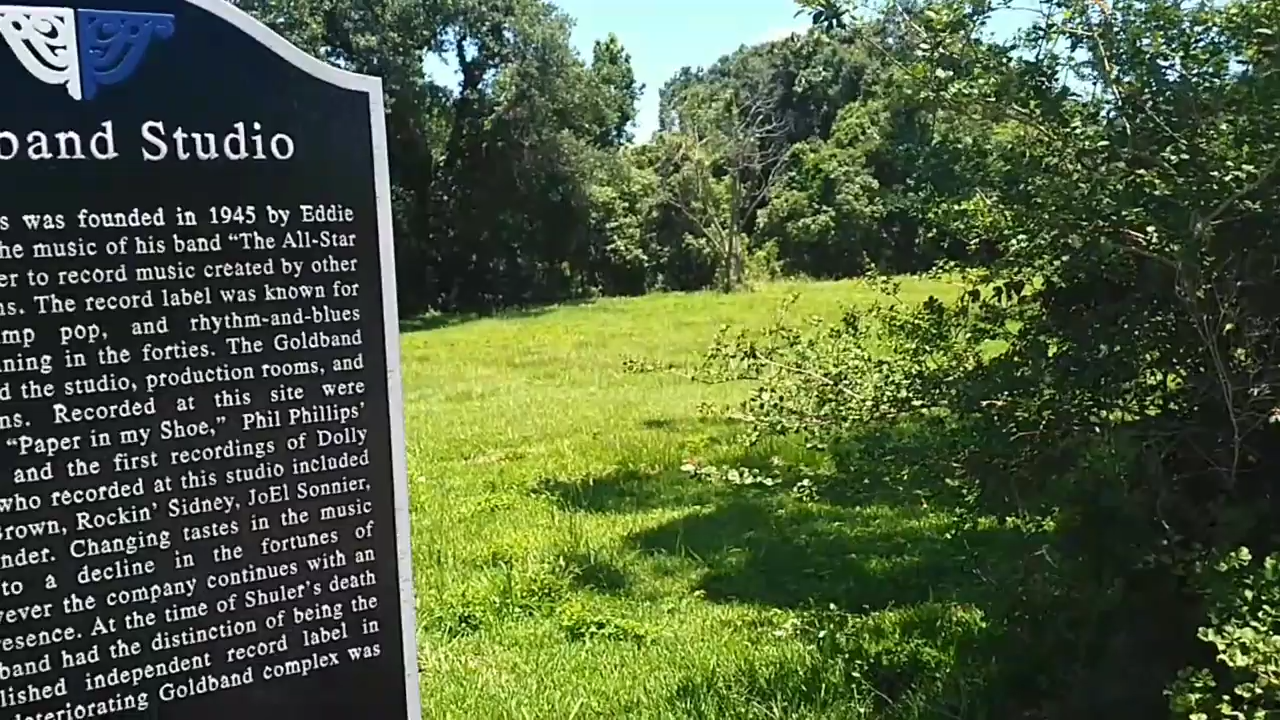 band Studio
s was founded in 1945 by Eddie
he music of his band “The All-Star
er to record music created by other
ns. The record label was known for
mp pop, and rhythm-and-blues
ning in the forties. The Goldband
d the studio, production rooms, and
ns. Recorded at this site were
“Paper in my Shoe,” Phil Phillips’
and the first recordings of Dolly
who recorded at this studio included
Brown, Rockin’ Sidney, JoEl Sonnier,
nder. Changing tastes in the music
to a decline in the fortunes of
vever the company continues with an
resence. At the time of Shuler’s death
band had the distinction of being the
lished independent record label in
deteriorating Goldband complex was